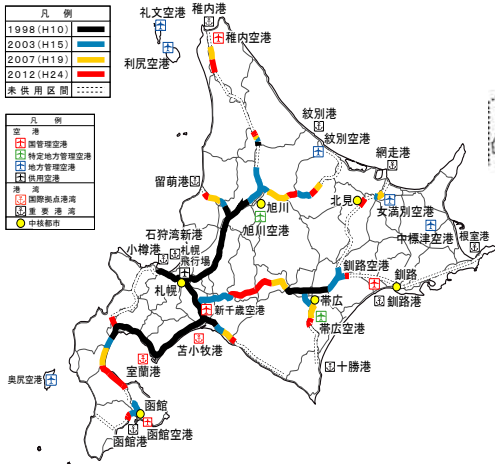 凡 例
1998(H10)
2003(H15)
2007(H19)
2012(H24)
未供用区間
凡 例
空 港
国管理空港
特定地方管理空港
地方管理空港
供用空港
港 湾
国際拠点港湾
重要港湾
中核都市
礼文空港
稚内港
稚内空港
利尻空港
紋別港
紋別空港
網走港
留萌港
旭川
北見
女満別空港
旭川空港
石狩湾新港
中標津空港
根室港
小樽港
札幌
飛行場
釧路空港
釧路
札幌
新千歳空港
帯広
釧路港
帯広空港
苫小牧港
室蘭港
十勝港
奥尻空港
函館
函館港
函館空港